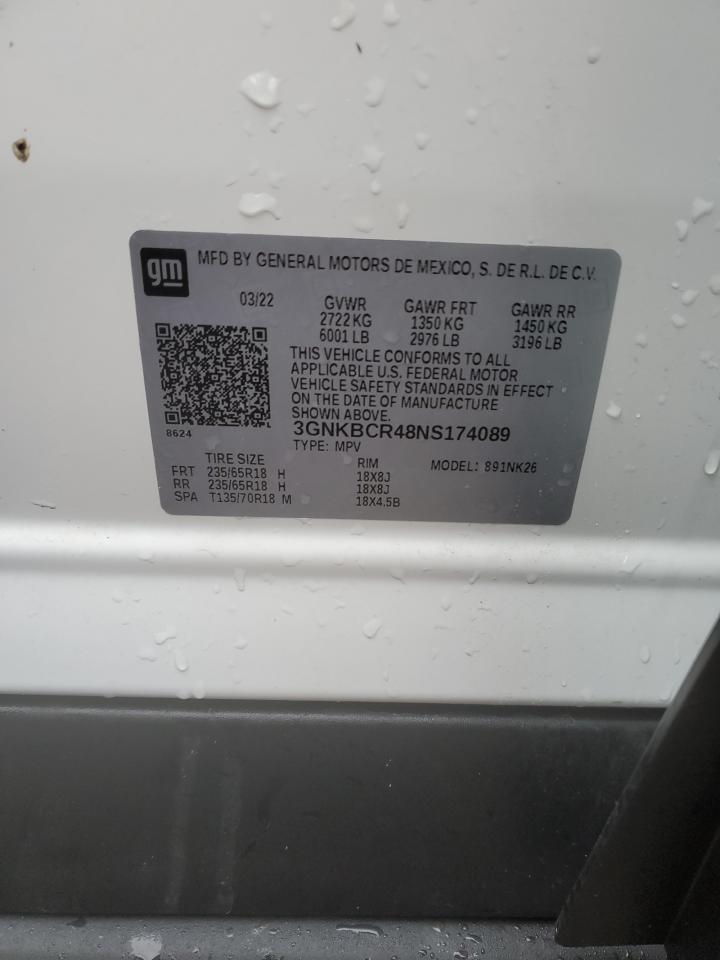 gm
MFD BY GENERAL MOTORS DE MEXICO, S. DE R.L. DE C.V.
03/22 GVWR GAWR FRT GAWR RR
2722 KG 1350 KG 1450 KG
6001 LB 2976 LB 3196 LB
THIS VEHICLE CONFORMS TO ALL
APPLICABLE U.S. FEDERAL MOTOR
VEHICLE SAFETY STANDARDS IN EFFECT
ON THE DATE OF MANUFACTURE
SHOWN ABOVE.
8624 3GNKBCR48NS174089
TYPE: MPV
TIRE SIZE RIM MODEL: 891NK26
FRT 235/65R18 H 18X8J
RR 235/65R18 H 18X8J
SPA T135/70R18 M 18X4.5B